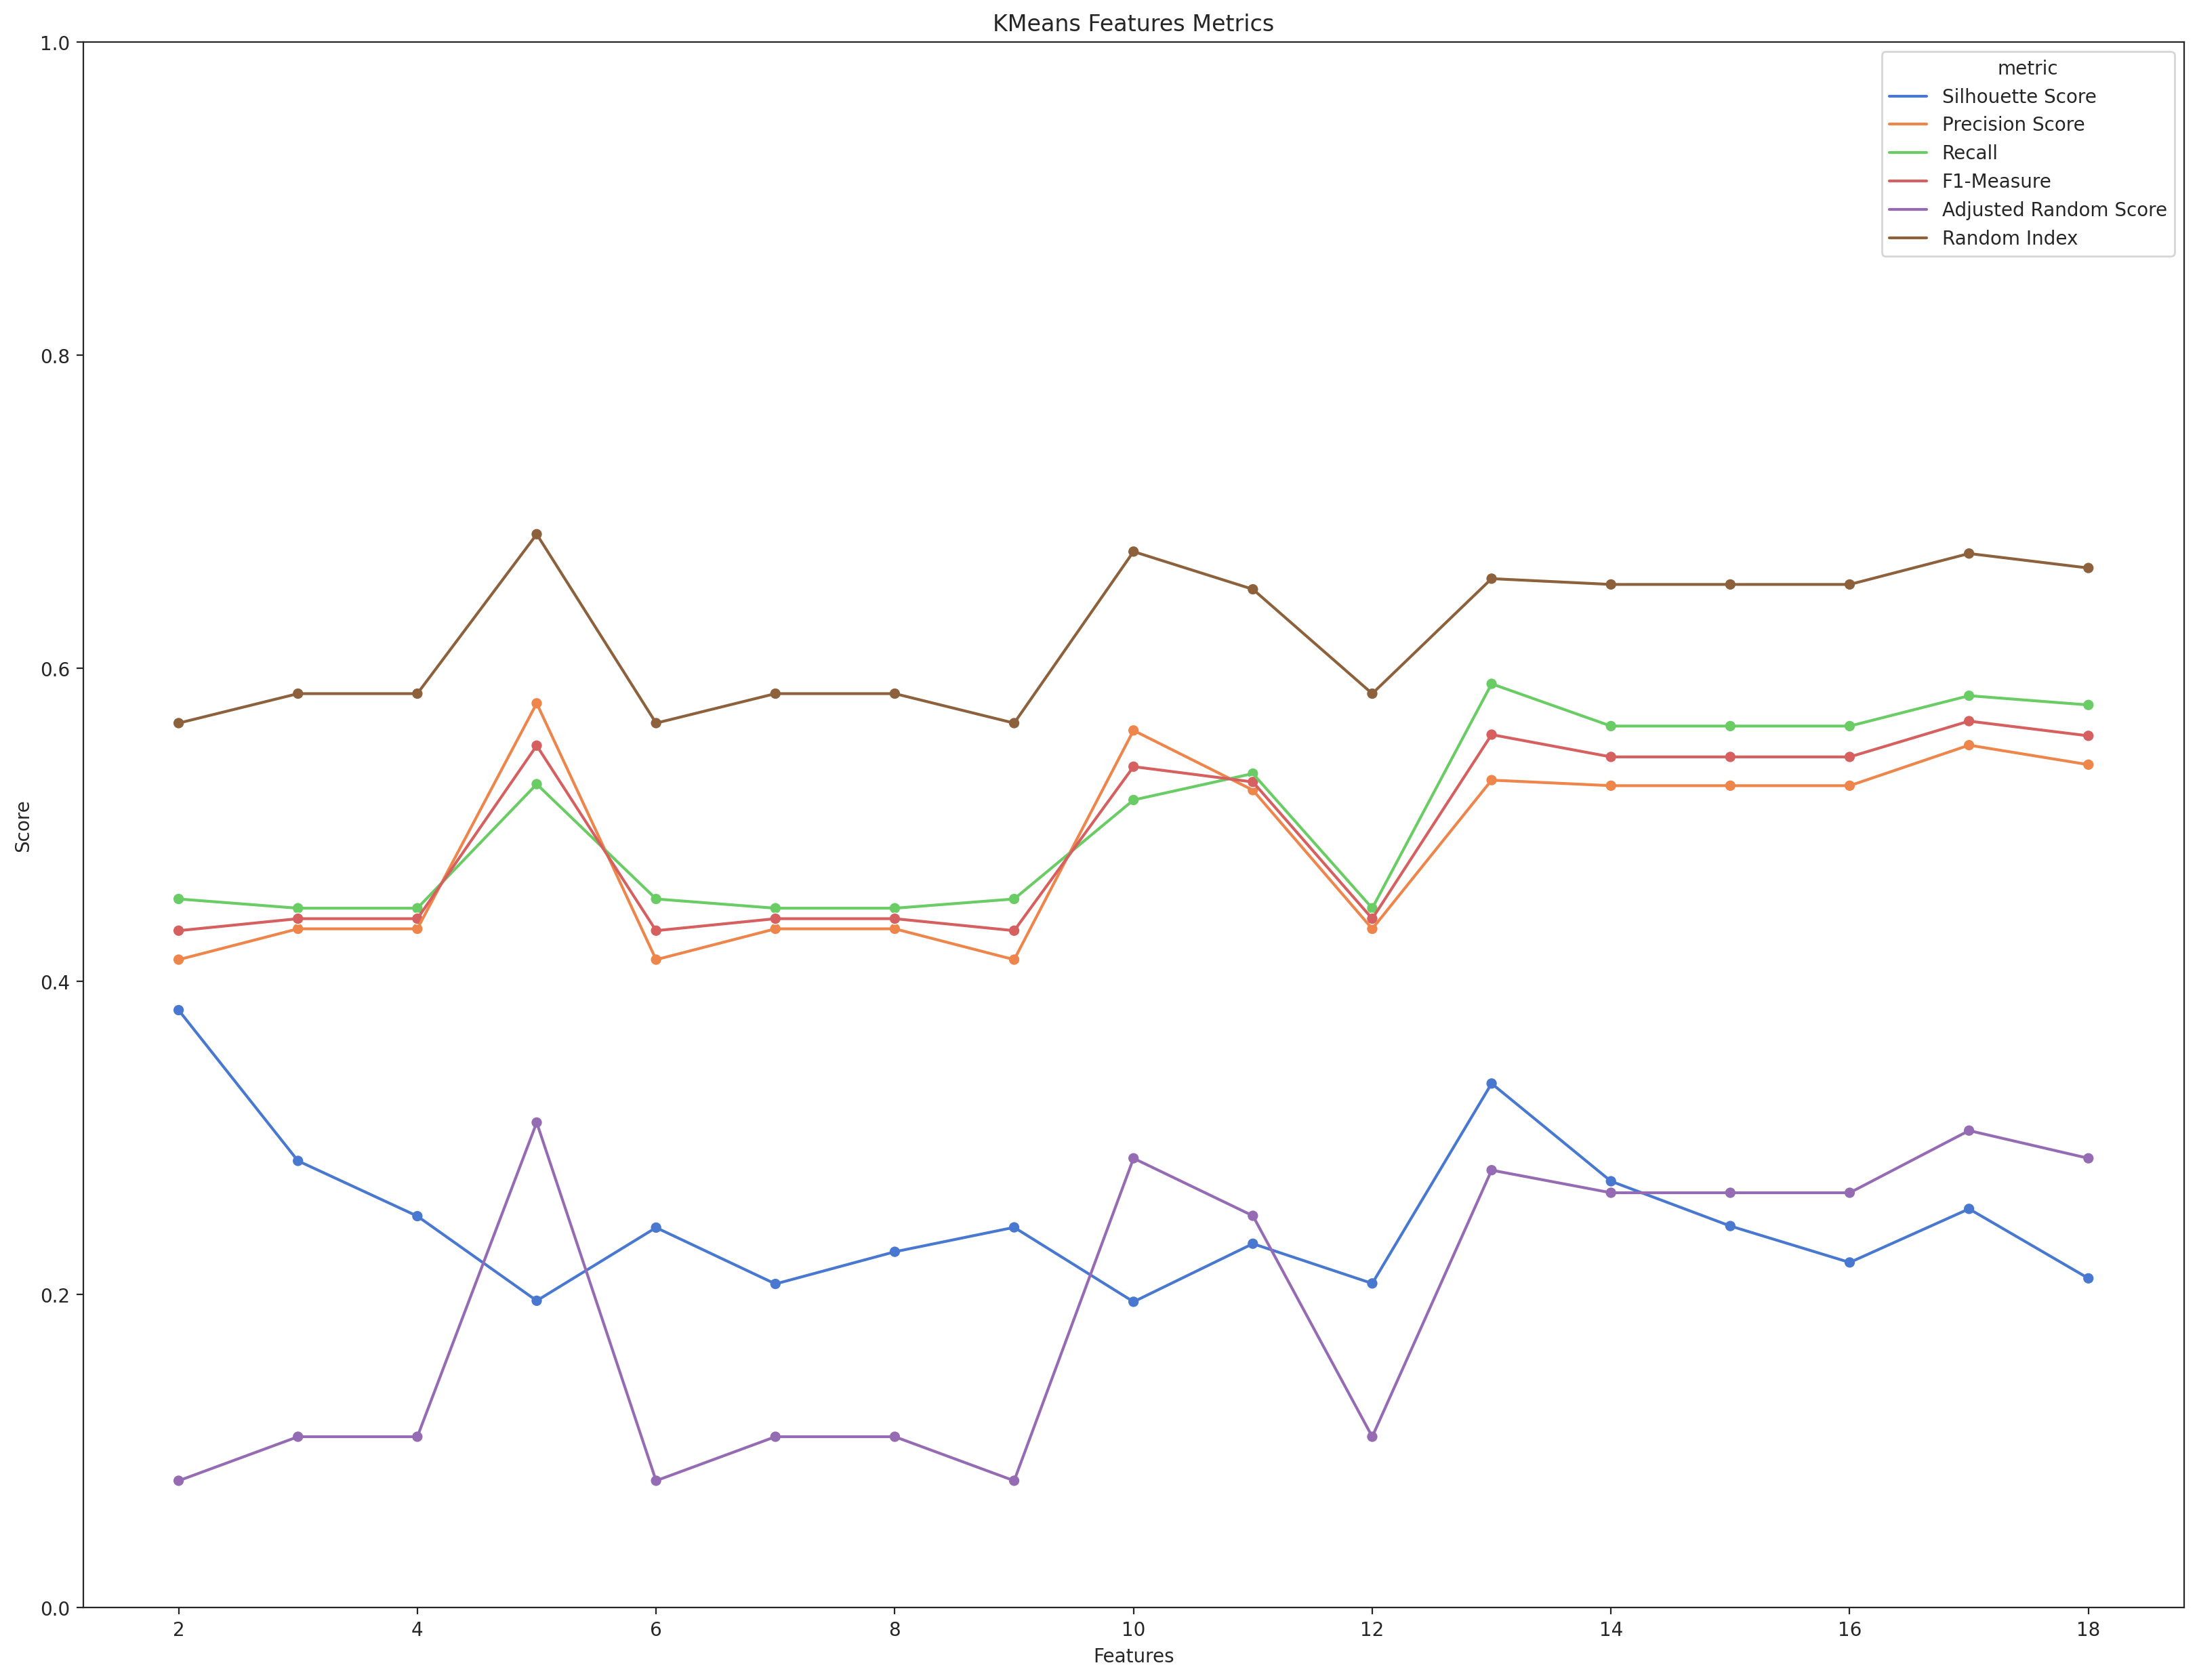 KMeans Features Metrics
1.0
0.8
0.6
0.4
0.2
0.0
Score
metric
Silhouette Score
Precision Score
Recall
F1-Measure
Adjusted Random Score
Random Index
2 4 6 8 10 12 14 16 18
Features